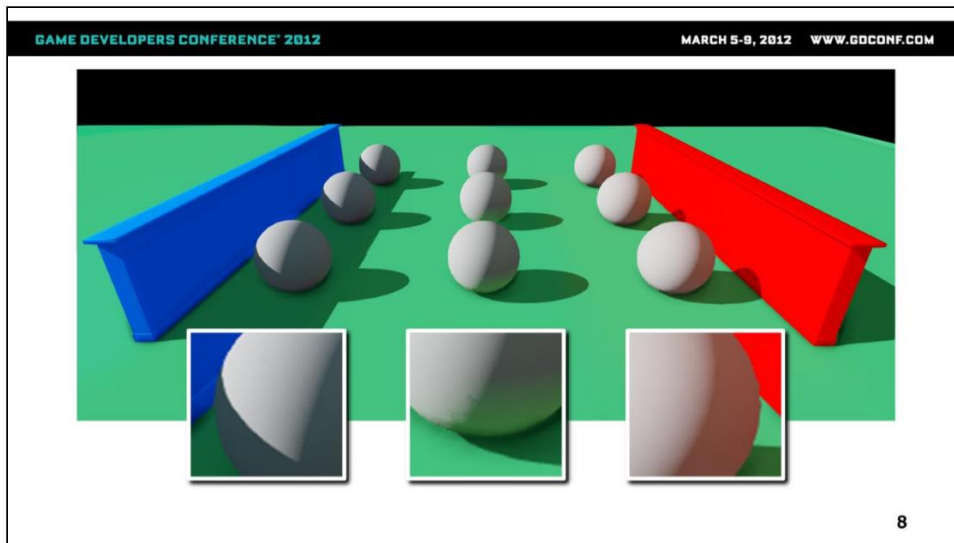 GAME DEVELOPERS CONFERENCE® 2012
MARCH 5-9, 2012 WWW.GDCONF.COM
8